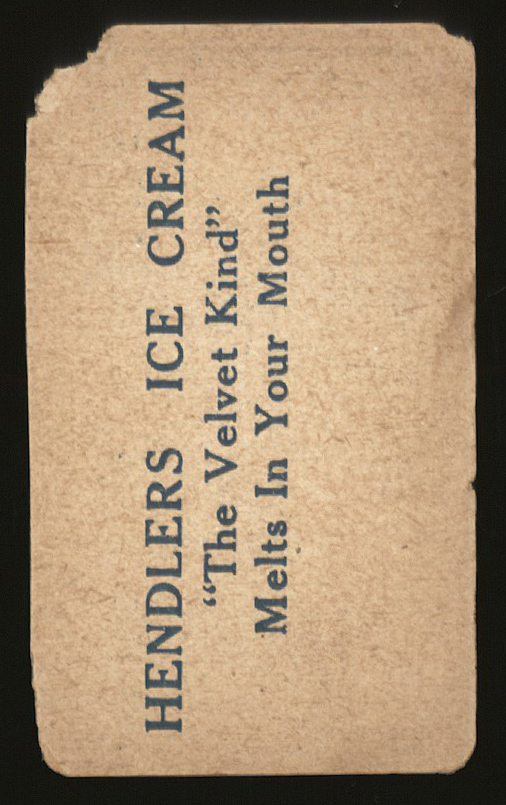 HENDLERS ICE CREAM
“The Velvet Kind”
Melts In Your Mouth